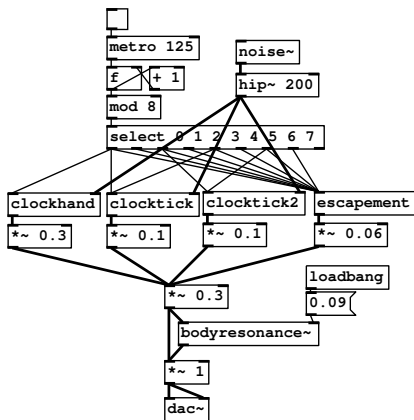 metro 125
noise~
f
+ 1
hip~ 200
mod 8
select 0 1 2 3 4 5 6 7
clockhand
clocktick
clocktick2
escapement
*~ 0.3
*~ 0.1
*~ 0.1
*~ 0.06
loadbang
*~ 0.3
0.09
bodyresonance~
*~ 1
dac~